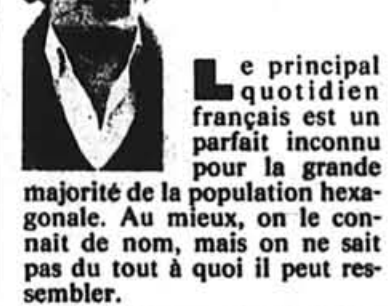 Le principal
quotidien
français est un
parfait inconnu
pour la grande
majorité de la population hexa-
gonale. Au mieux, on le con-
nait de nom, mais on ne sait
pas du tout à quoi il peut res-
sembler.